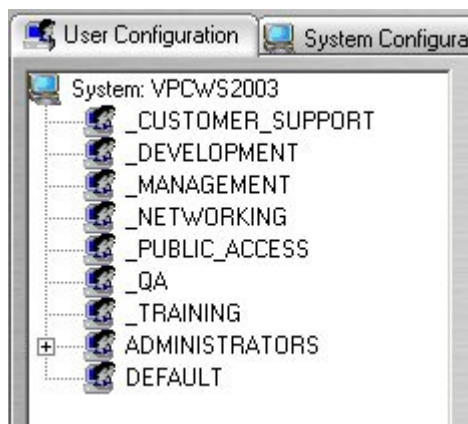 User Configuration
System Configura
System: VPCWS2003
_CUSTOMER_SUPPORT
_DEVELOPMENT
_MANAGEMENT
_NETWORKING
_PUBLIC_ACCESS
_QA
_TRAINING
ADMINISTRATORS
DEFAULT